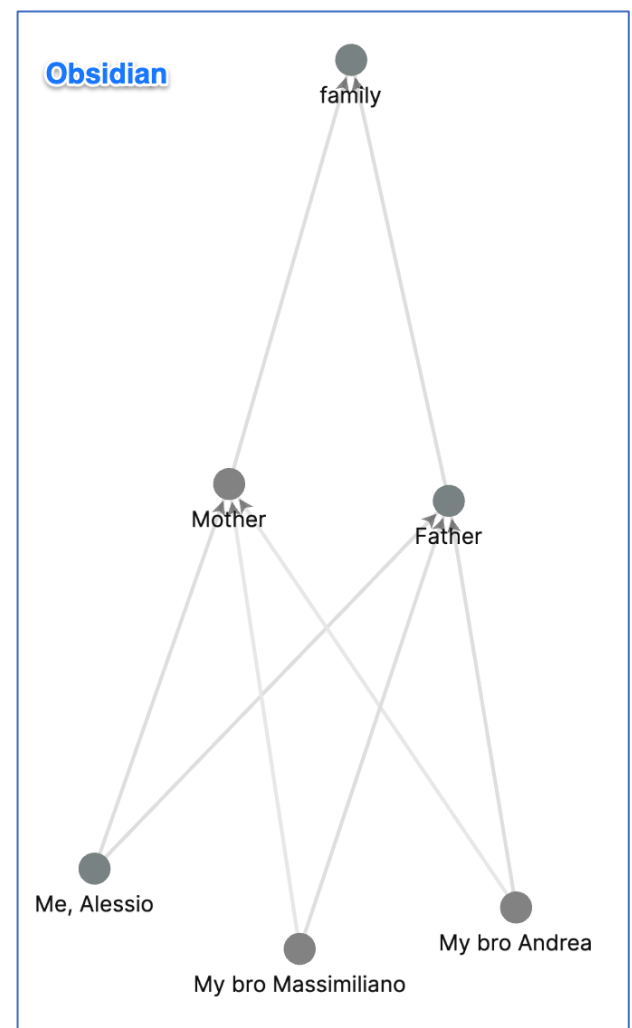 Obsidian
family
Mother
Father
Me, Alessio
My bro Andrea
My bro Massimiliano